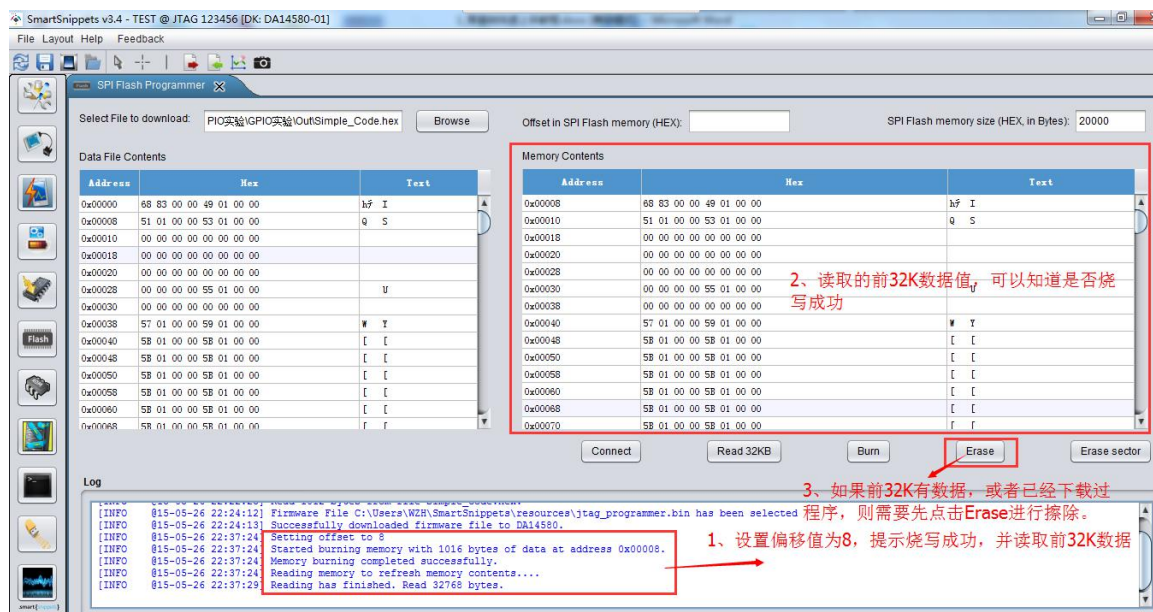 SmartSnippets v3.4 - TEST @ JTAG 123456 [DK: DA14580-01]
File Layout Help Feedback
SPI Flash Programmer
Select File to download: PIO实验\GPIO实验\Out\Simple_Code.hex Browse
Offset in SPI Flash memory (HEX): SPI Flash memory size (HEX, in Bytes): 20000
Data File Contents
Address Hex Text
0x00000 68 83 00 00 49 01 00 00
0x00008 51 01 00 00 53 01 00 00 Q S
0x00010 00 00 00 00 00 00 00 00
0x00018 00 00 00 00 00 00 00 00
0x00020 00 00 00 00 00 00 00 00
0x00028 00 00 00 00 55 01 00 00 U
0x00030 00 00 00 00 00 00 00 00
0x00038 57 01 00 00 59 01 00 00 W Y
0x00040 5B 01 00 00 5B 01 00 00 [ [
0x00048 5B 01 00 00 5B 01 00 00 [ [
0x00050 5B 01 00 00 5B 01 00 00 [ [
0x00058 5B 01 00 00 5B 01 00 00 [ [
0x00060 5B 01 00 00 5B 01 00 00 [ [
0x00068 5B 01 00 00 5B 01 00 00 [ [
Memory Contents
Address Hex Text
0x00008 68 83 00 00 49 01 00 00
0x00010 51 01 00 00 53 01 00 00 Q S
0x00018 00 00 00 00 00 00 00 00
0x00020 00 00 00 00 00 00 00 00
0x00028 00 00 00 00 00 00 00 00
0x00030 00 00 00 00 55 01 00 00 U
0x00038 00 00 00 00 00 00 00 00
0x00040 57 01 00 00 59 01 00 00 W Y
0x00048 5B 01 00 00 5B 01 00 00 [ [
0x00050 5B 01 00 00 5B 01 00 00 [ [
0x00058 5B 01 00 00 5B 01 00 00 [ [
0x00060 5B 01 00 00 5B 01 00 00 [ [
0x00068 5B 01 00 00 5B 01 00 00 [ [
0x00070 5B 01 00 00 5B 01 00 00 [ [
2、读取的前32K数据值，可以知道是否烧
写成功
Flash
Connect Read 32KB Burn Erase Erase sector
3、如果前32K有数据，或者已经下载过
程序，则需要先点击Erase进行擦除。
1、设置偏移值为8，提示烧写成功，并读取前32K数据
Log
[INFO @15-05-26 22:24:12] Firmware File C:\Users\WZH\SmartSnippets\resources\jtag_programmer.bin has been selected
[INFO @15-05-26 22:24:13] Successfully downloaded firmware file to DA14580.
[INFO @15-05-26 22:37:24] Setting offset to 8
[INFO @15-05-26 22:37:24] Started burning memory with 1016 bytes of data at address 0x00008.
[INFO @15-05-26 22:37:24] Memory burning completed successfully.
[INFO @15-05-26 22:37:24] Reading memory to refresh memory contents....
[INFO @15-05-26 22:37:29] Reading has finished. Read 32768 bytes.